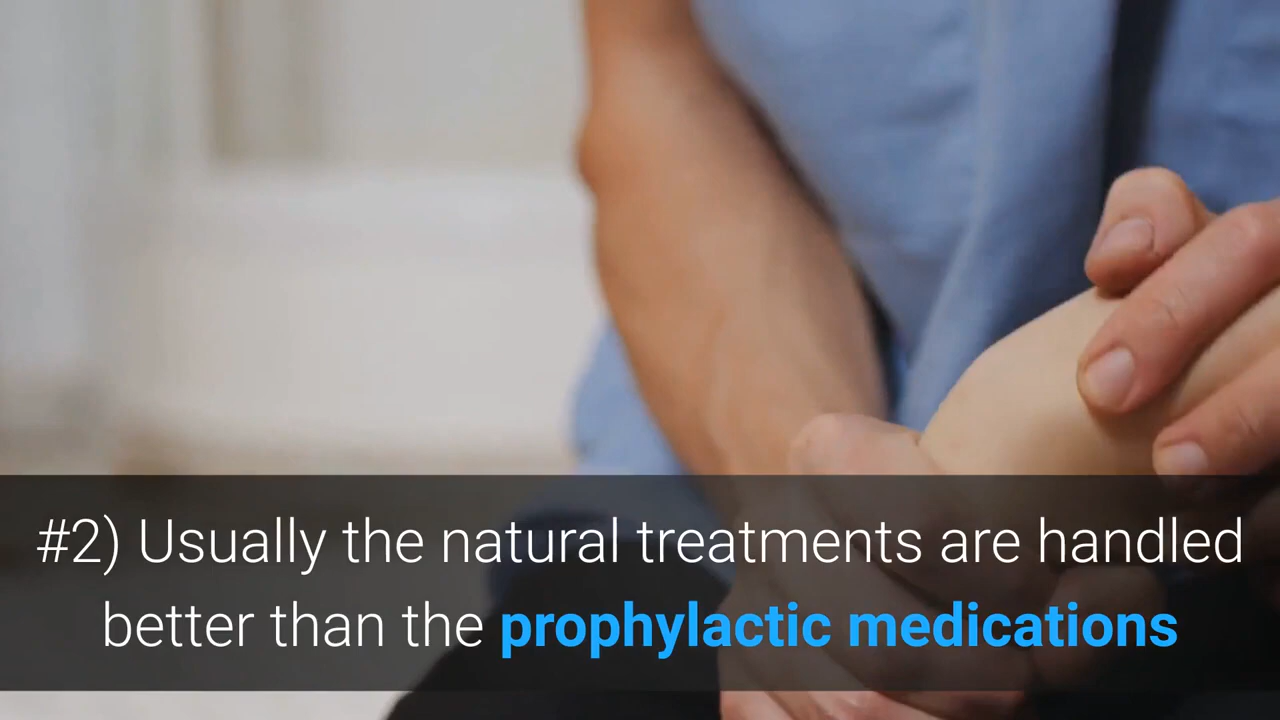 #2) Usually the natural treatments are handled
better than the prophylactic medications